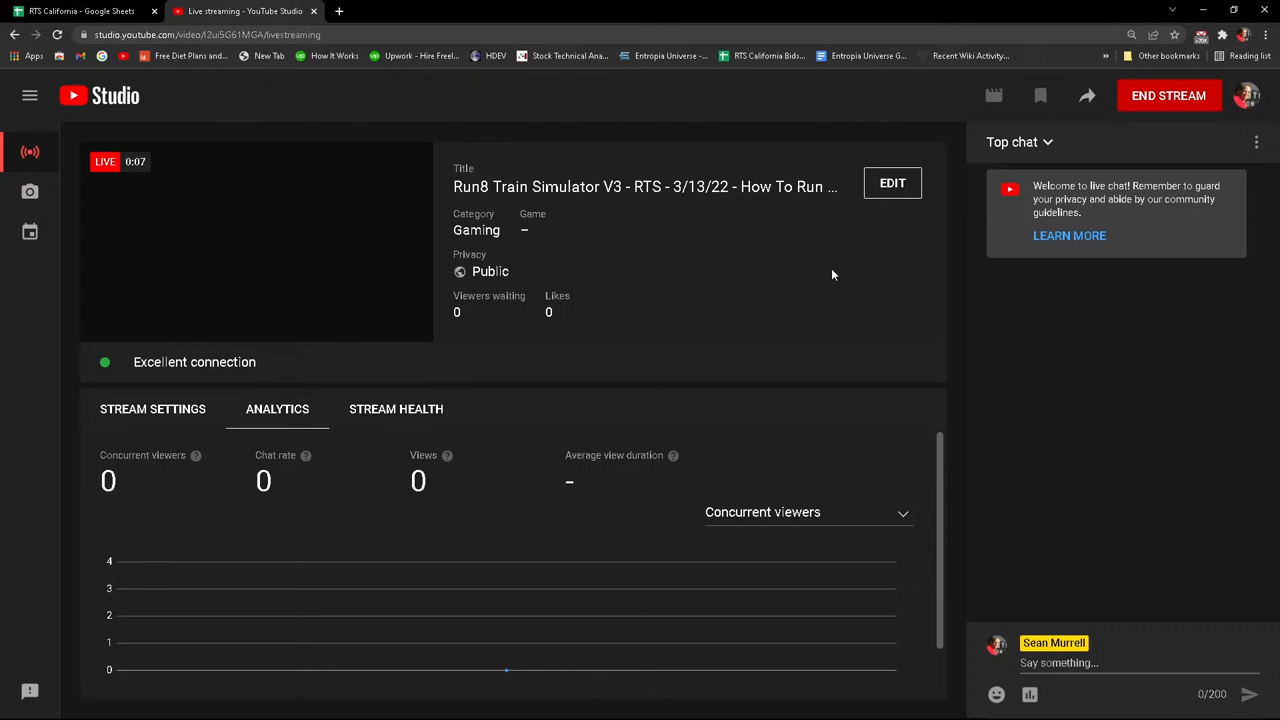 RTS California - Google Sheets
Live streaming - YouTube Studio
studio.youtube.com/video/l2ui5G61MGA/livestreaming
Apps
Free Diet Plans and...
New Tab
How It Works
Upwork - Hire Freel...
HDEV
Stock Technical Ana...
Entropia Universe -...
RTS California Bids...
Entropia Universe G...
Recent Wiki Activity...
»
Other bookmarks
Reading list
Studio
END STREAM
LIVE 0:07
Title
Run8 Train Simulator V3 - RTS - 3/13/22 - How To Run ...
EDIT
Category Game
Gaming –
Privacy
Public
Viewers waiting Likes
0 0
Excellent connection
STREAM SETTINGS ANALYTICS STREAM HEALTH
Concurrent viewers Chat rate Views Average view duration
0 0 0 -
Concurrent viewers
4
3
2
1
0
Top chat
Welcome to live chat! Remember to guard
your privacy and abide by our community
guidelines.
LEARN MORE
Sean Murrell
Say something...
0/200